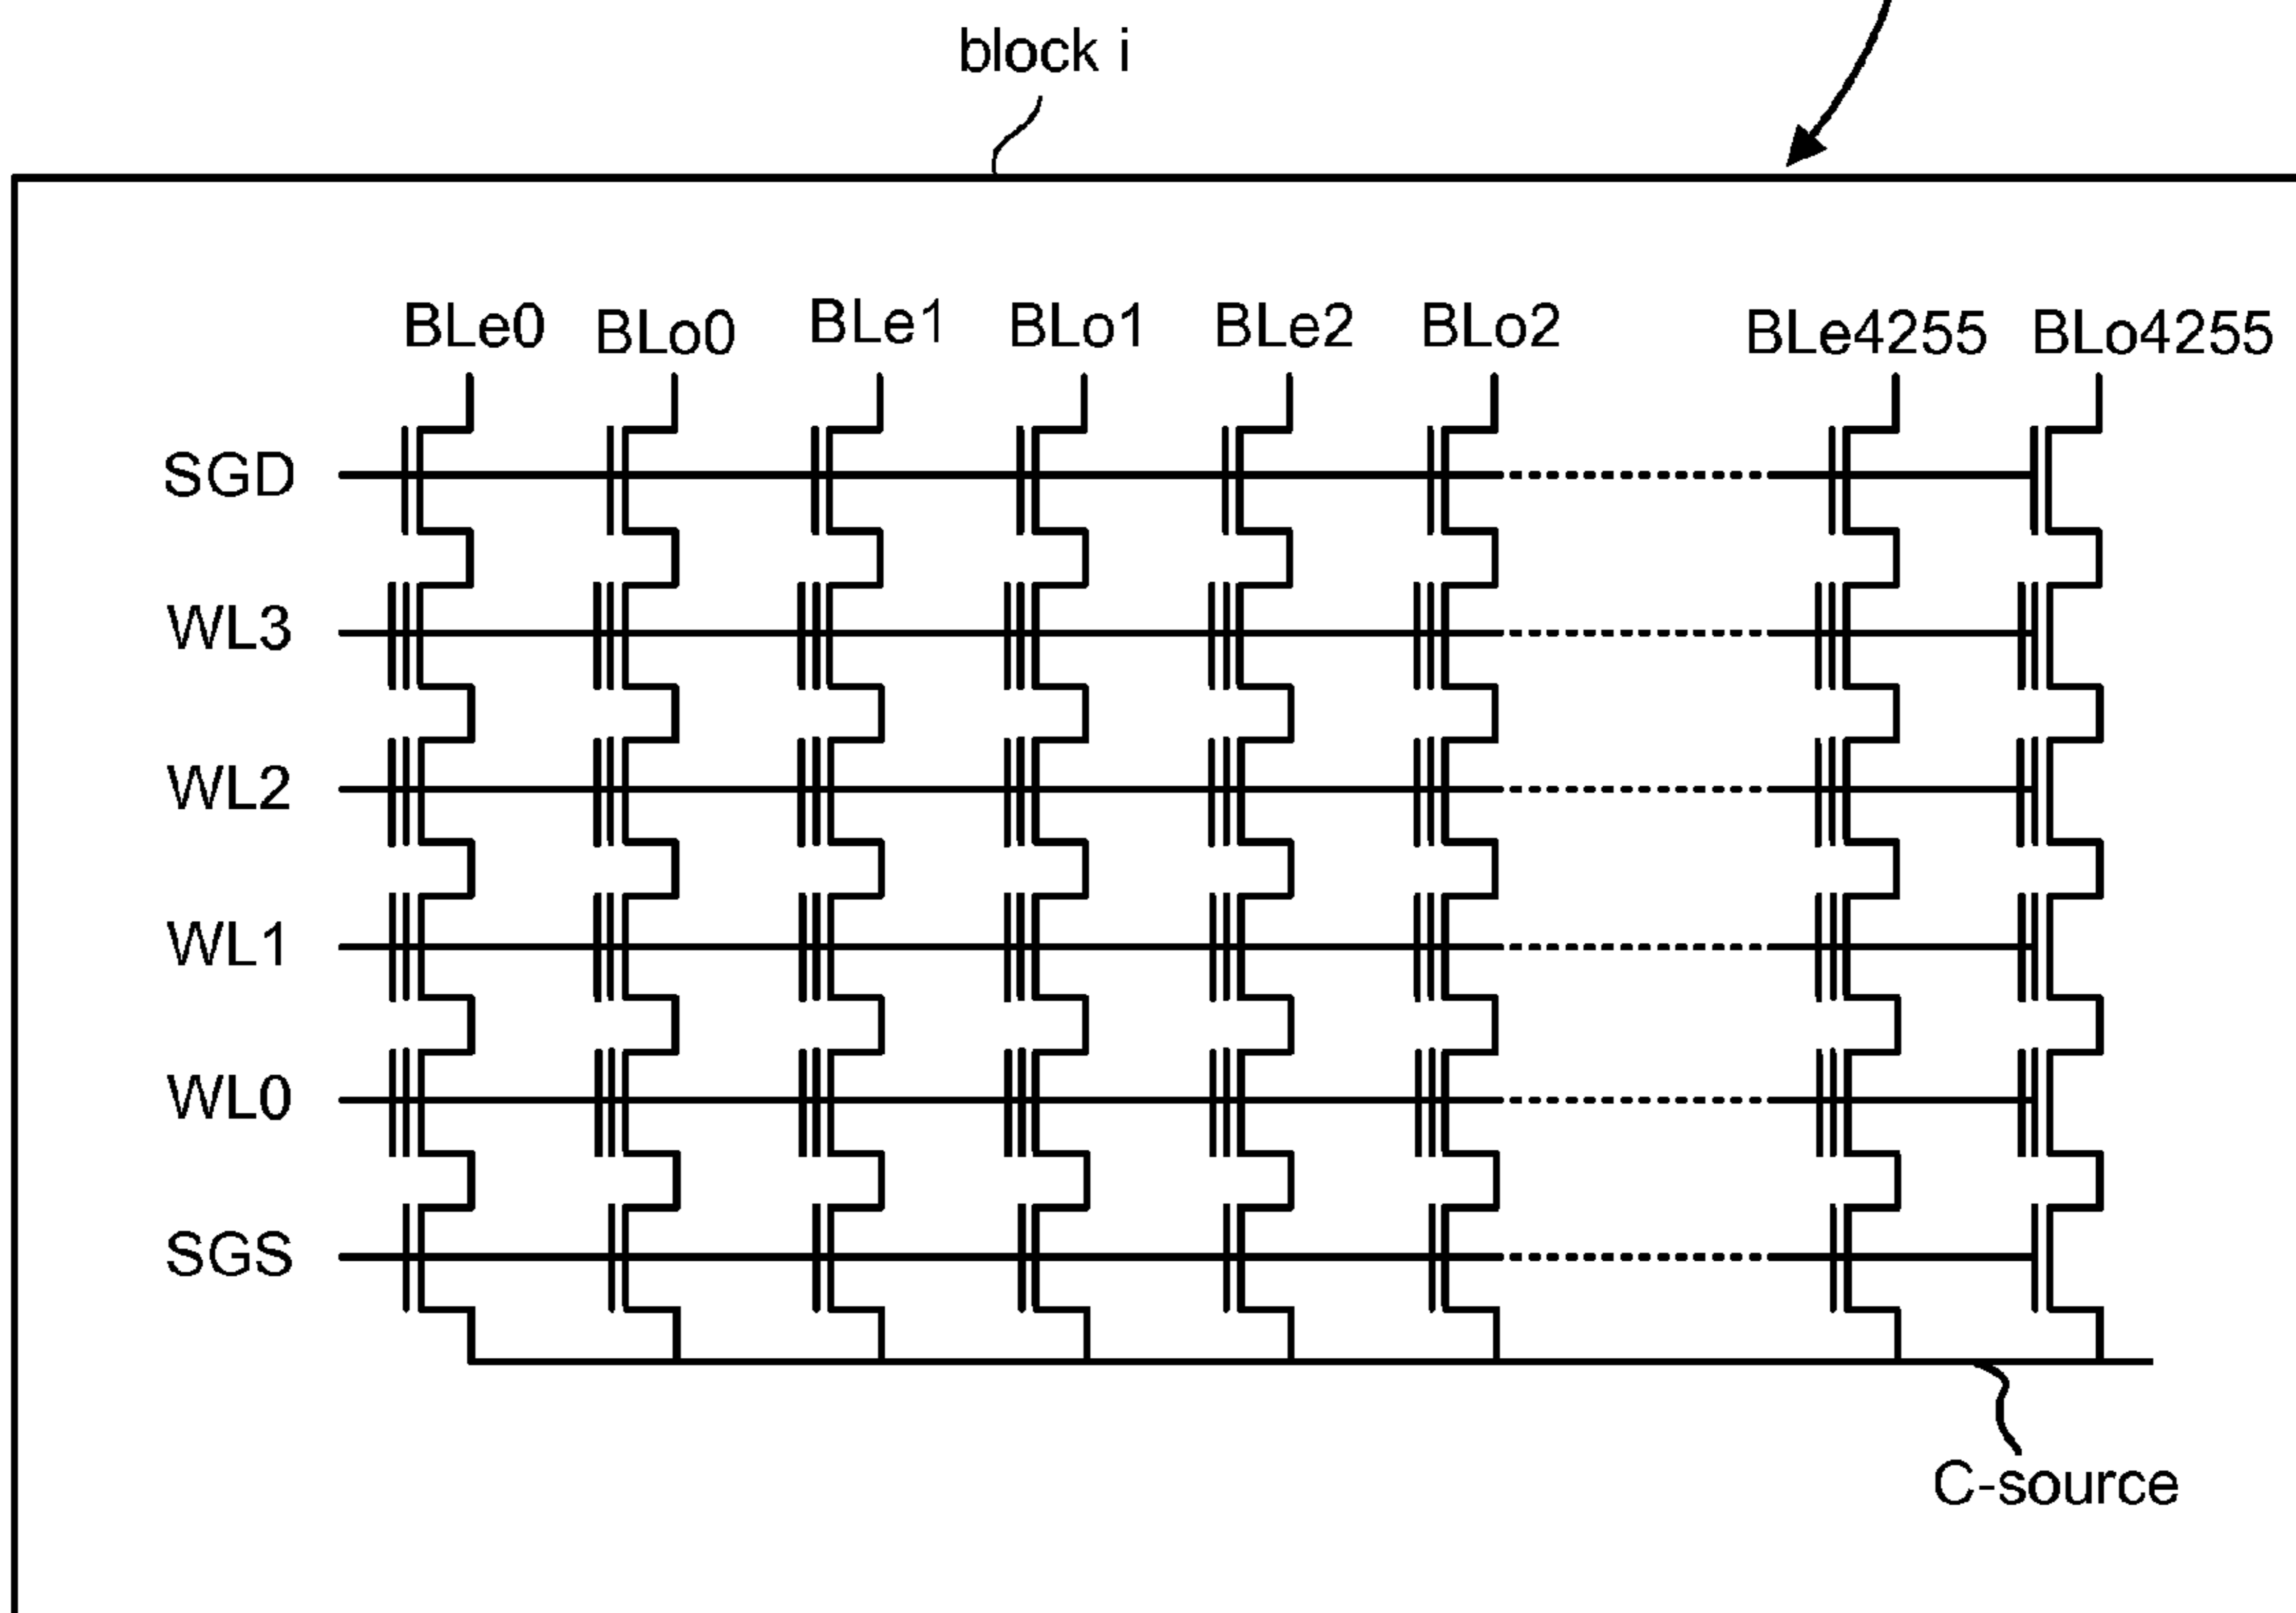 block i
BLe0 BLo0 BLe1 BLo1 BLe2 BLo2 BLe4255 BLo4255
SGD
WL3
WL2
WL1
WL0
SGS
C-source